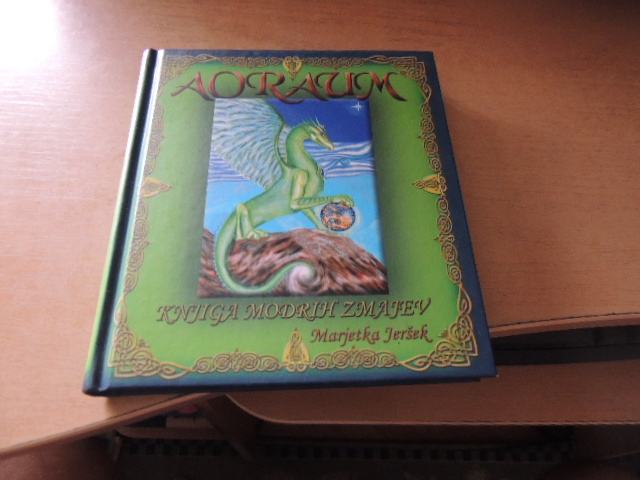 AORAUM
KNJIGA MODRIH ZMAJEV
Marjetka Jeršek